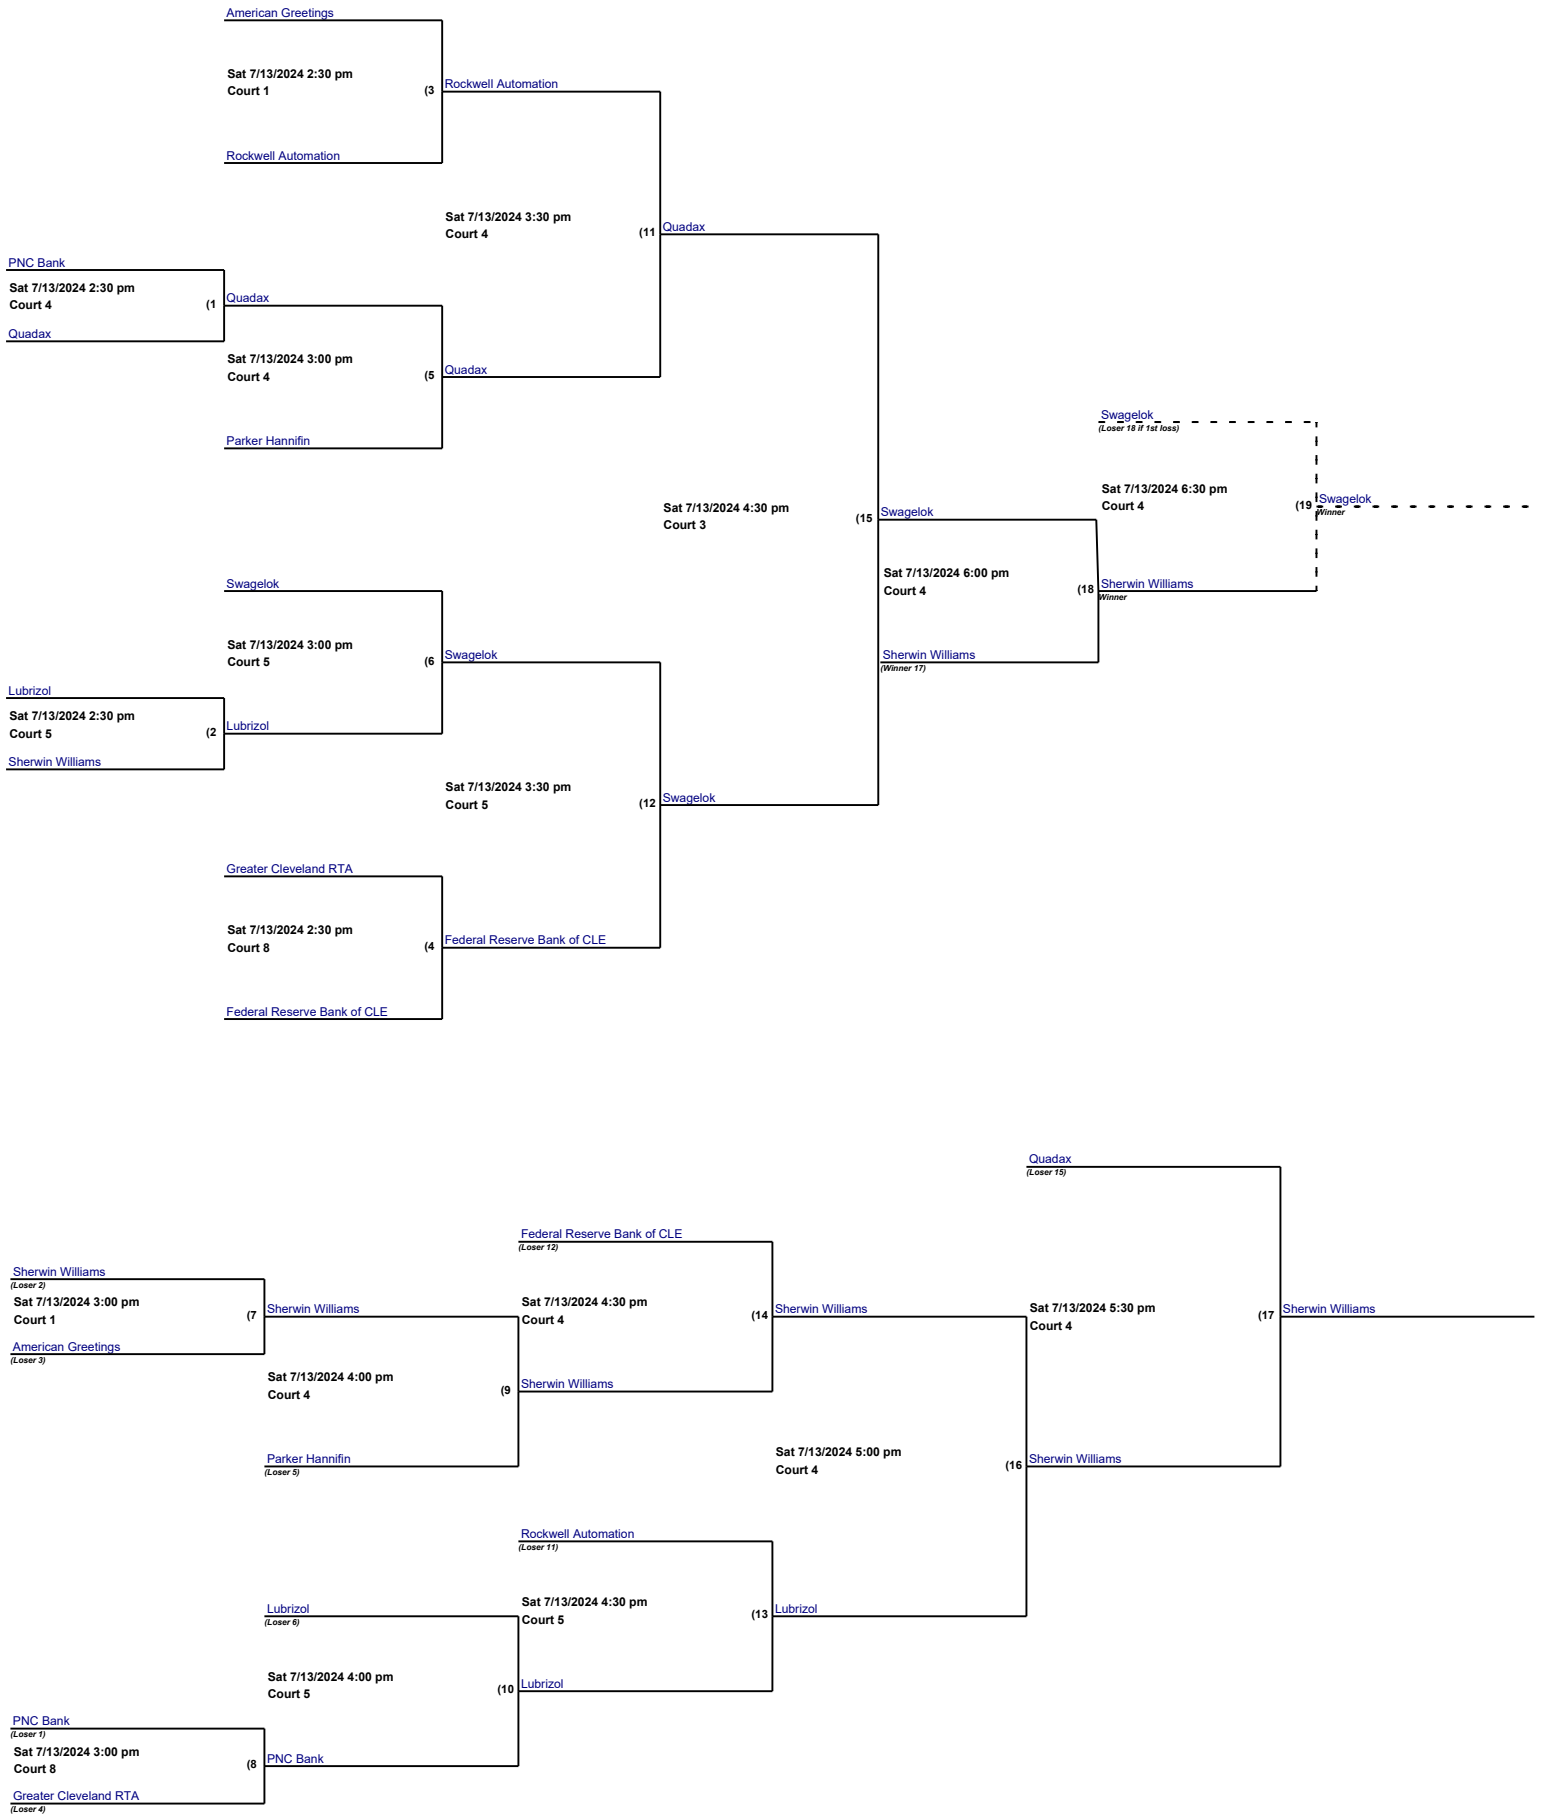 American Greetings
Sat 7/13/2024 2:30 pm
Court 1
(3
Rockwell Automation
Rockwell Automation
Sat 7/13/2024 3:30 pm
Court 4
(11
Quadax
PNC Bank
Sat 7/13/2024 2:30 pm
Court 4
(1
Quadax
Quadax
Sat 7/13/2024 3:00 pm
Court 4
(5
Quadax
Parker Hannifin
Swagelok
(Loser 18 if 1st loss)
Sat 7/13/2024 6:30 pm
Court 4
(19
Swagelok
Winner
Sat 7/13/2024 4:30 pm
Court 3
(15
Swagelok
Sat 7/13/2024 6:00 pm
Court 4
(18
Sherwin Williams
Winner
Swagelok
Sat 7/13/2024 3:00 pm
Court 5
(6
Swagelok
Sherwin Williams
(Winner 17)
Lubrizol
Sat 7/13/2024 2:30 pm
Court 5
(2
Lubrizol
Sherwin Williams
Sat 7/13/2024 3:30 pm
Court 5
(12
Swagelok
Greater Cleveland RTA
Sat 7/13/2024 2:30 pm
Court 8
(4
Federal Reserve Bank of CLE
Federal Reserve Bank of CLE
Quadax
(Loser 15)
Federal Reserve Bank of CLE
(Loser 12)
Sherwin Williams
(Loser 2)
Sat 7/13/2024 3:00 pm
Court 1
(7
Sherwin Williams
Sat 7/13/2024 4:30 pm
Court 4
(14
Sherwin Williams
Sat 7/13/2024 5:30 pm
Court 4
(17
Sherwin Williams
American Greetings
(Loser 3)
Sat 7/13/2024 4:00 pm
Court 4
(9
Sherwin Williams
Parker Hannifin
(Loser 5)
Sat 7/13/2024 5:00 pm
Court 4
(16
Sherwin Williams
Rockwell Automation
(Loser 11)
Lubrizol
(Loser 6)
Sat 7/13/2024 4:30 pm
Court 5
(13
Lubrizol
Sat 7/13/2024 4:00 pm
Court 5
(10
Lubrizol
PNC Bank
(Loser 1)
Sat 7/13/2024 3:00 pm
Court 8
(8
PNC Bank
Greater Cleveland RTA
(Loser 4)